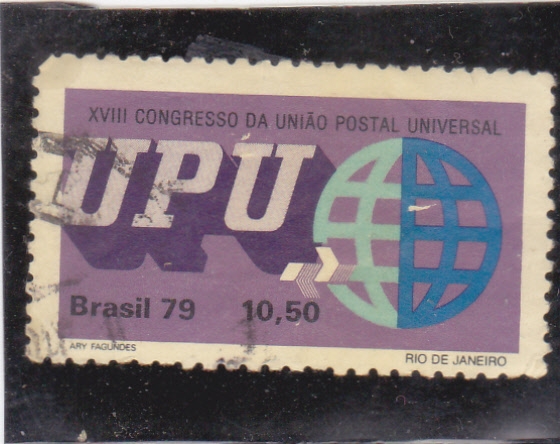 XVIII CONGRESSO DA UNIÃO POSTAL UNIVERSAL
UPU
Brasil 79 10,50
ARY FAGUNDES
RIO DE JANEIRO